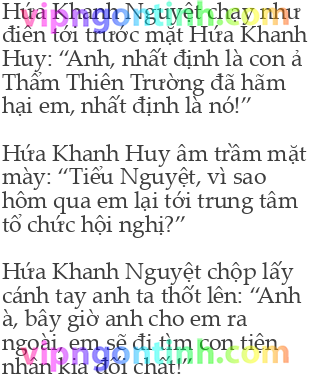 Hứa Khanh Nguyệt chạy như
điên tới trước mặt Hứa Khanh
Huy: “Anh, nhất định là con ả
Thẩm Thiên Trường đã hãm
hại em, nhất định là nó!”
Hứa Khanh Huy âm trầm mặt
mày: “Tiểu Nguyệt, vì sao
hôm qua em lại tới trung tâm
tổ chức hội nghị?”
Hứa Khanh Nguyệt chộp lấy
cánh tay anh ta thốt lên: “Anh
à, bây giờ anh cho em ra
ngoài, em sẽ đi tìm con tiện
nhân kia đối chất!”
vipngontinh.com
vipngontinh.com